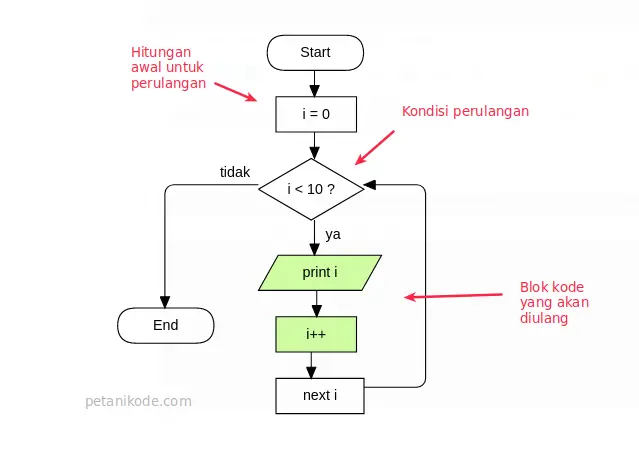 Start
Hitungan
awal untuk
perulangan
i = 0
Kondisi perulangan
tidak
i < 10 ?
ya
print i
Blok kode
yang akan
diulang
End
i++
next i
petanikode.com